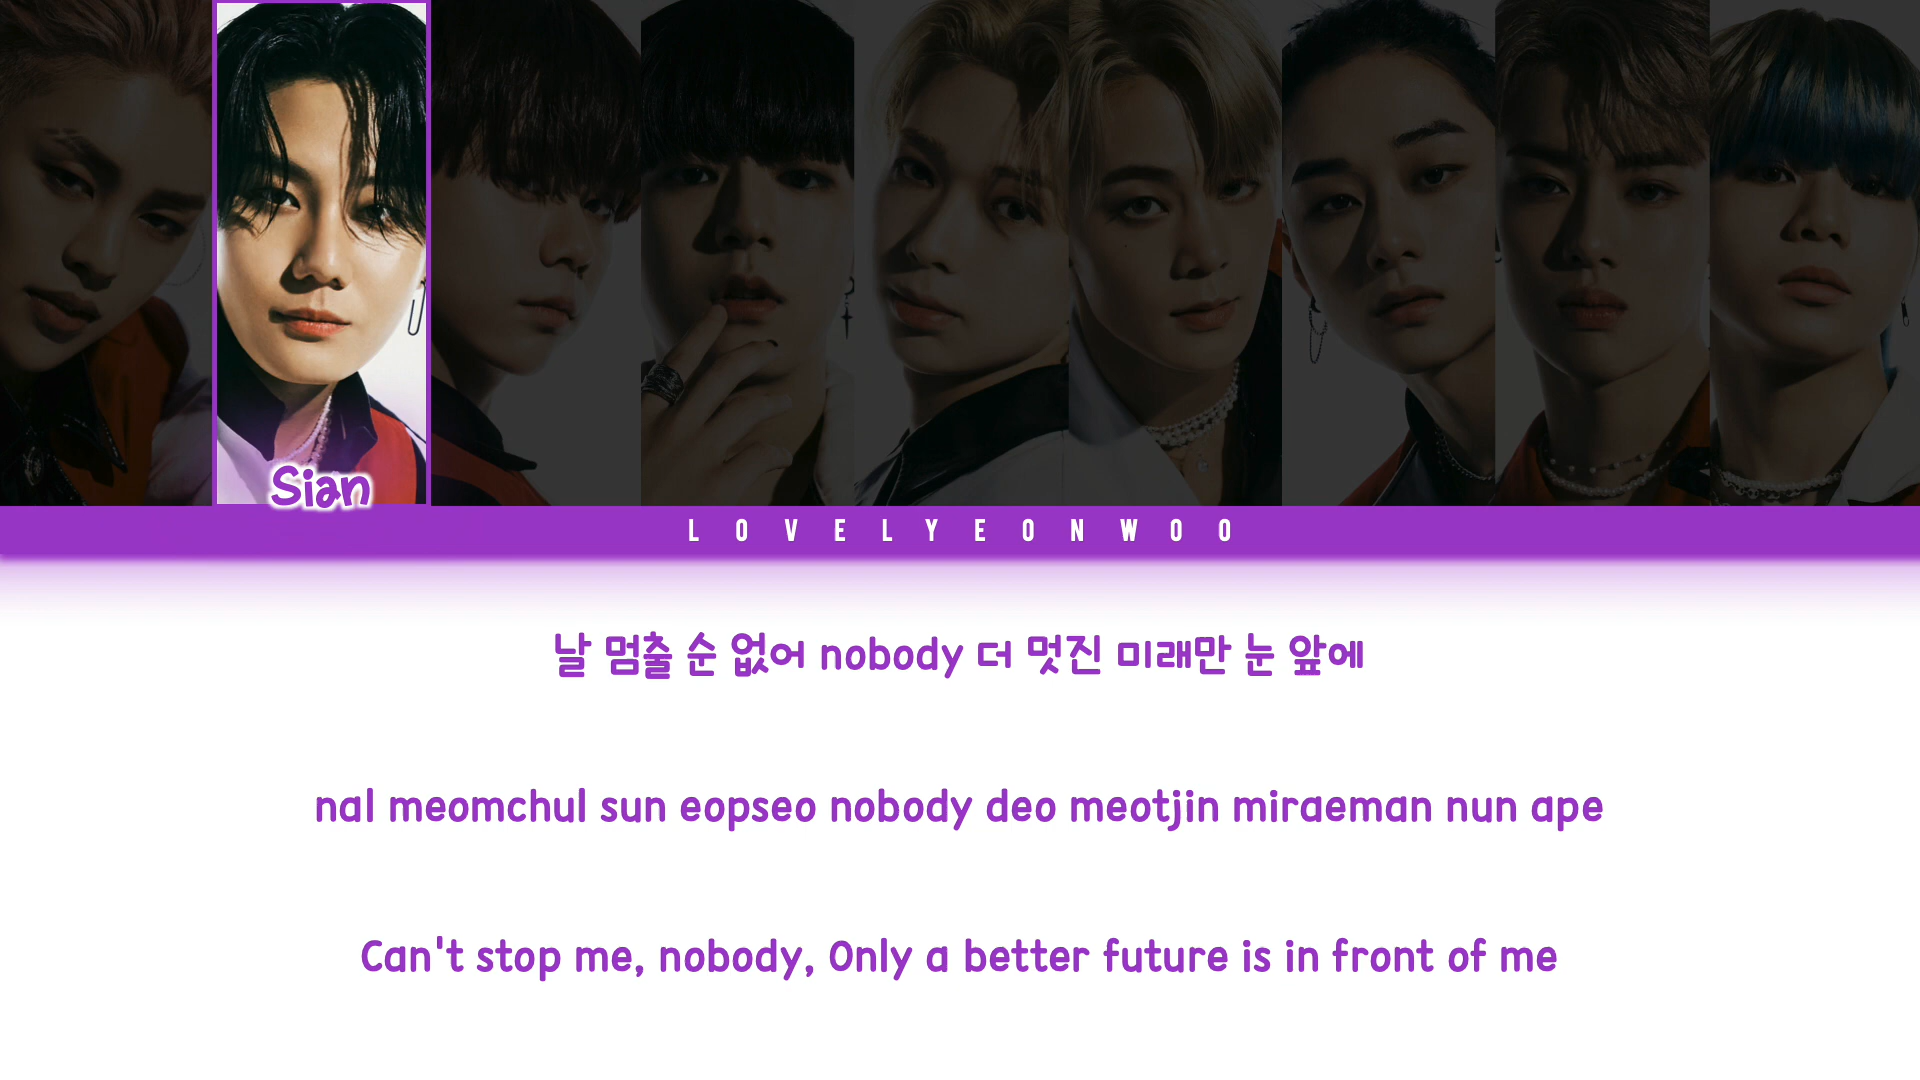 Sian
LOVELYEONWOO
날 멈출 순 없어 nobody 더 멋진 미래만 눈 앞에
nal meomchul sun eopseo nobody deo meotjin miraeman nun ape
Can't stop me, nobody, Only a better future is in front of me